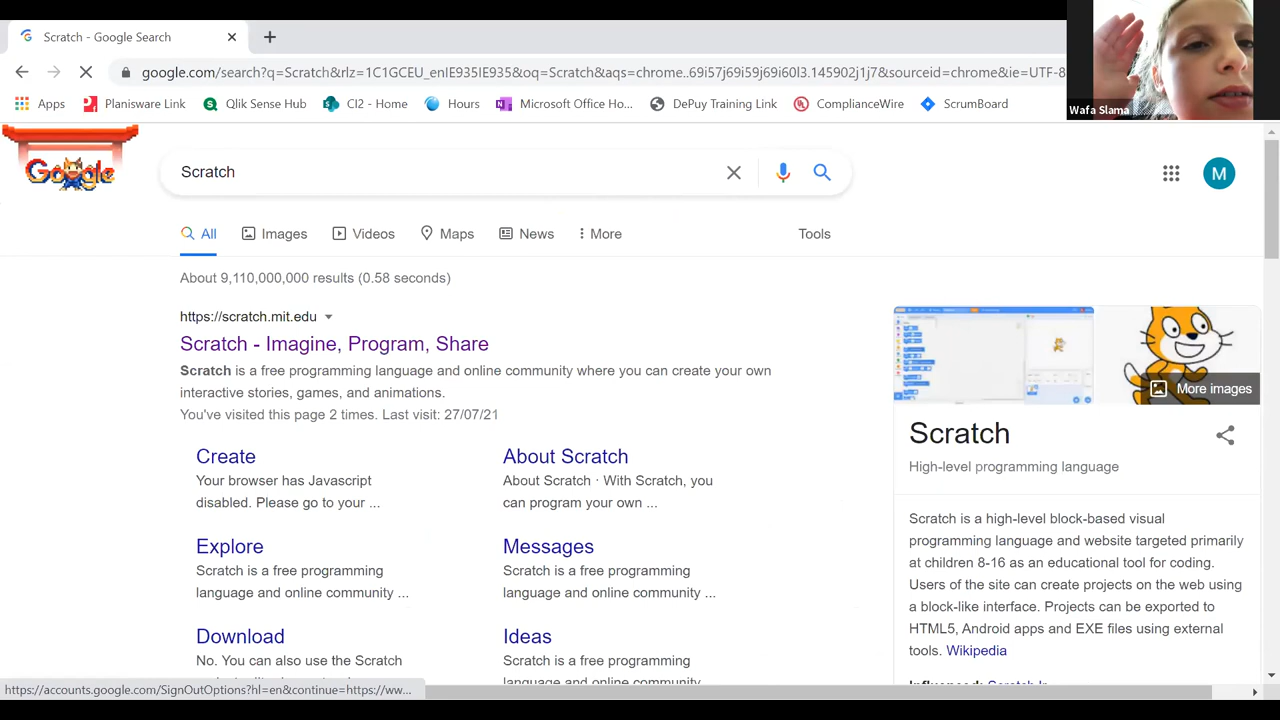 Scratch - Google Search
google.com/search?q=Scratch&rlz=1C1GCEU_enIE935IE935&oq=Scratch&aqs=chrome..69i57j69i59j69i60l3.145902j1j7&sourceid=chrome&ie=UTF-8
Apps Planisware Link Qlik Sense Hub CI2 - Home Hours Microsoft Office Ho... DePuy Training Link ComplianceWire ScrumBoard
Wafa Slama
Google
Scratch
M
All Images Videos Maps News More Tools
About 9,110,000,000 results (0.58 seconds)
https://scratch.mit.edu
Scratch - Imagine, Program, Share
Scratch is a free programming language and online community where you can create your own
interactive stories, games, and animations.
You've visited this page 2 times. Last visit: 27/07/21
Create
Your browser has Javascript
disabled. Please go to your ...
About Scratch
About Scratch · With Scratch, you
can program your own ...
Explore
Scratch is a free programming
language and online community ...
Messages
Scratch is a free programming
language and online community ...
Download
No. You can also use the Scratch
Ideas
Scratch is a free programming
language and online community
More images
Scratch
High-level programming language
Scratch is a high-level block-based visual
programming language and website targeted primarily
at children 8-16 as an educational tool for coding.
Users of the site can create projects on the web using
a block-like interface. Projects can be exported to
HTML5, Android apps and EXE files using external
tools. Wikipedia
https://accounts.google.com/SignOutOptions?hl=en&continue=https://ww...